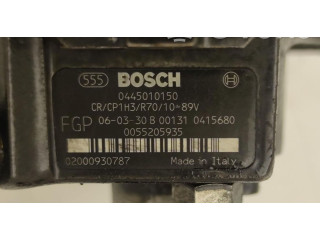 555 BOSCH
0445010150
CR/CP1H3/R70/10-89V
FGP 06-03-30 B 00131 0415680
0055205935
02000930787 Made in Italy